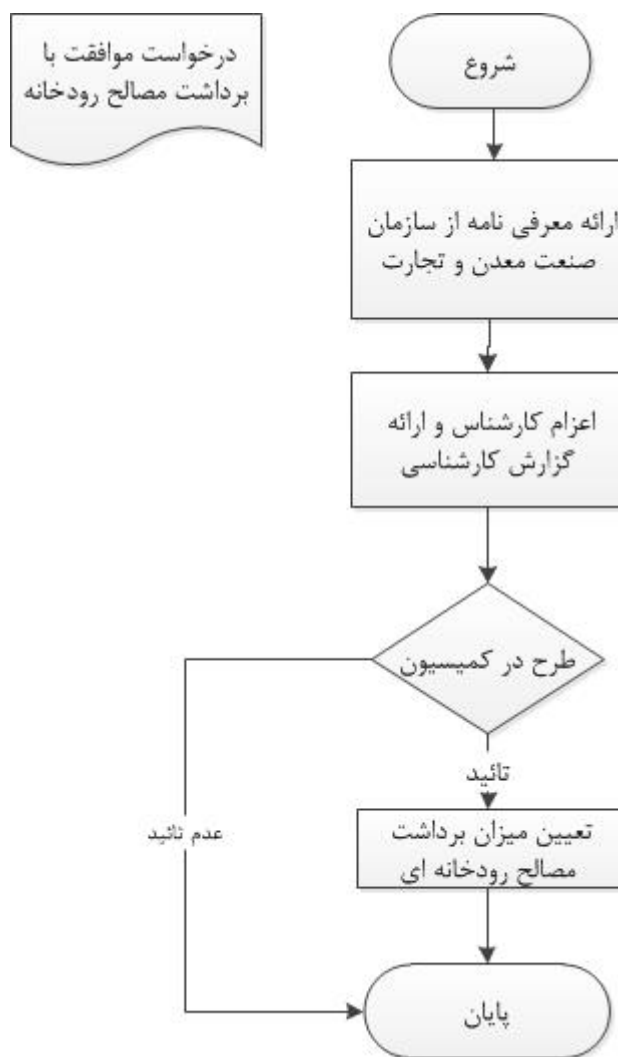 درخواست موافقت با
برداشت مصالح رودخانه
شروع
ارائه معرفی نامه از سازمان
صنعت معدن و تجارت
اعزام کارشناس و ارائه
گزارش کارشناسی
طرح در کمیسیون
تائید
عدم تائید
تعیین میزان برداشت
مصالح رودخانه ای
پایان